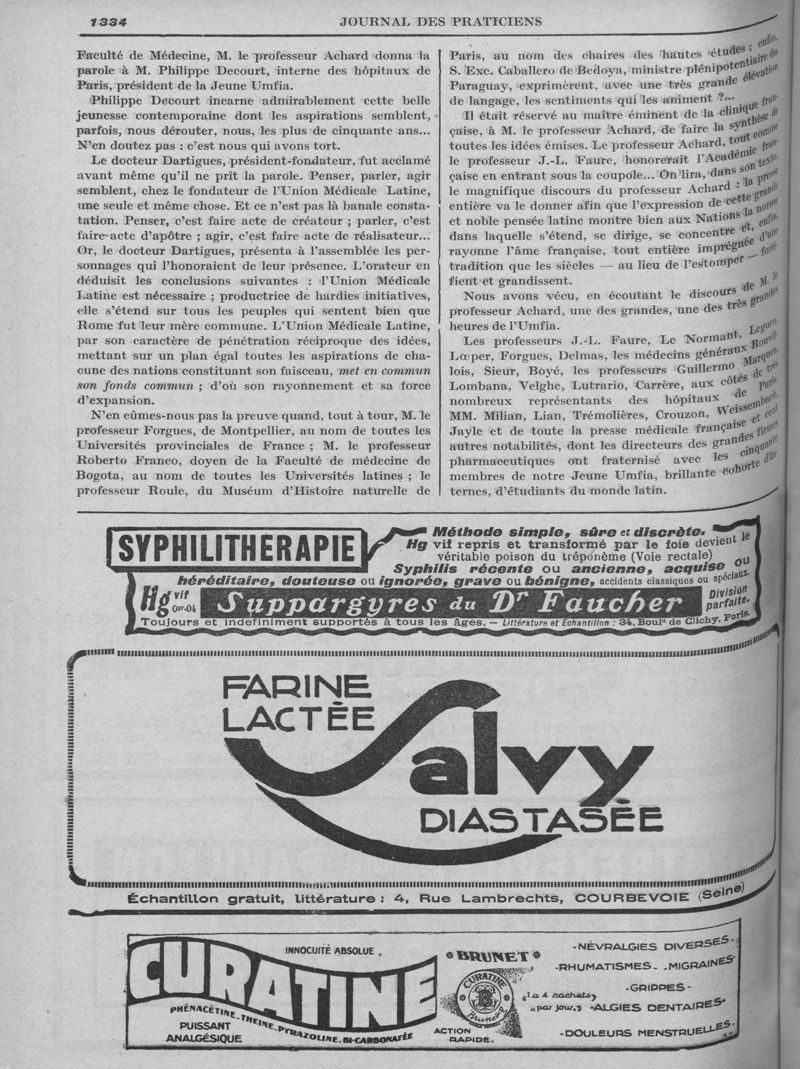 1334
JOURNAL DES PRATICIENS
Faculté de Médecine, M. le professeur Achard donna la
parole à M. Philippe Decourt, interne des hôpitaux de
Paris, président de la Jeune Umfia.
Philippe Decourt incarne admirablement cette belle
jeunesse contemporaine dont les aspirations semblent,
parfois, nous dérouter, nous, les plus de cinquante ans...
N'en doutez pas : c'est nous qui avons tort.
Le docteur Dartigues, président-fondateur, fut acclamé
avant même qu'il ne prît la parole. Penser, parler, agir
semblent, chez le fondateur de l'Union Médicale Latine,
une seule et même chose. Et ce n'est pas là banale consta-
tation. Penser, c'est faire acte de créateur ; parler, c'est
faire acte d'apôtre ; agir, c'est faire acte de réalisateur...
Or, le docteur Dartigues, présenta à l'assemblée les per-
sonnages qui l'honoraient de leur présence. L'orateur en
déduisit les conclusions suivantes : l'Union Médicale
Latine est nécessaire ; productrice de hardies initiatives,
elle s'étend sur tous les peuples qui sentent bien que
Rome fut leur mère commune. L'Union Médicale Latine,
par son caractère de pénétration réciproque des idées,
mettant sur un plan égal toutes les aspirations de cha-
cune des nations constituant son faisceau, met en commun
son fonds commun ; d'où son rayonnement et sa force
d'expansion.
N'en eûmes-nous pas la preuve quand, tout à tour, M. le
professeur Forgues, de Montpellier, au nom de toutes les
Universités provinciales de France ; M. le professeur
Roberto Franco, doyen de la Faculté de médecine de
Bogota, au nom de toutes les Universités latines ; le
professeur Roule, du Muséum d'Histoire naturelle de
Paris, au nom des chaires des hautes études ; enfin,
S. Exc. Caballero de Bedoya, ministre plénipotentiaire du
Paraguay, exprimèrent, avec une très grande élévation
de langage, les sentiments qui les animent ?...
Il était réservé au maître éminent de la clinique fran-
çaise, à M. le professeur Achard, de faire la synthèse de
toutes les idées émises. Le professeur Achard, tout comme
le professeur J.-L. Faure, honorerait l'Académie fran-
çaise en entrant sous la coupole... On lira, dans son texte,
le magnifique discours du professeur Achard : la presse
entière va le donner afin que l'expression de cette grande
et noble pensée latine montre bien aux Nations la norme
dans laquelle s'étend, se dirige, se concentre et, enfin,
rayonne l'âme française, tout entière imprégnée d'une
tradition que les siècles — au lieu de l'estomper — forti-
fient et grandissent.
Nous avons vécu, en écoutant le discours de M. le
professeur Achard, une des grandes, une des très grandes
heures de l'Umfia.
Les professeurs J.-L. Faure, Le Normant, Legueu,
Lœper, Forgues, Delmas, les médecins généraux Rouvil-
lois, Sieur, Boyé, les professeurs Guillermo Marquez,
Lombana, Velghe, Lutrario, Carrère, aux côtés de très
nombreux représentants des hôpitaux de Paris,
MM. Milian, Lian, Trémolières, Crouzon, Weissembach,
Jayle et de toute la presse médicale française et cent
autres notabilités, dont les directeurs des grandes firmes
pharmaceutiques ont fraternisé avec les cinquante
membres de notre Jeune Umfia, brillante cohorte d'in-
ternes, d'étudiants du monde latin.
SYPHILITHÉRAPIE
Méthode simple, sûre et discrète.
Hg vif repris et transformé par le foie devient le
véritable poison du tréponème (Voie rectale)
Syphilis récente ou ancienne, acquise ou
héréditaire, douteuse ou ignorée, grave ou bénigne, accidents classiques ou spéciaux.
Hg vif 0gr.04 Suppargyres du Dr Faucher Division parfaite.
Toujours et indéfiniment supportés à tous les âges. — Littérature et Échantillon : 34, Boula de Clichy, Paris.
FARINE
LACTÉE
Salvy
DIASTASÉE
Échantillon gratuit, littérature : 4, Rue Lambrechts, COURBEVOIE (Seine)
INNOCUITÉ ABSOLUE.
CURATINE
PHÉNACÉTINE-THÉINE-PYRAZOLINE-BI-CARBONATÉE
PUISSANT
ANALGÉSIQUE
BRUNET
CURATINE
B
Brunet
ACTION
RAPIDE.
«1 a 4 cachets»
«par jour»
-NÉVRALGIES DIVERSES-
-RHUMATISMES- -MIGRAINES-
-GRIPPES-
-ALGIES DENTAIRES-
-DOULEURS MENSTRUELLES-